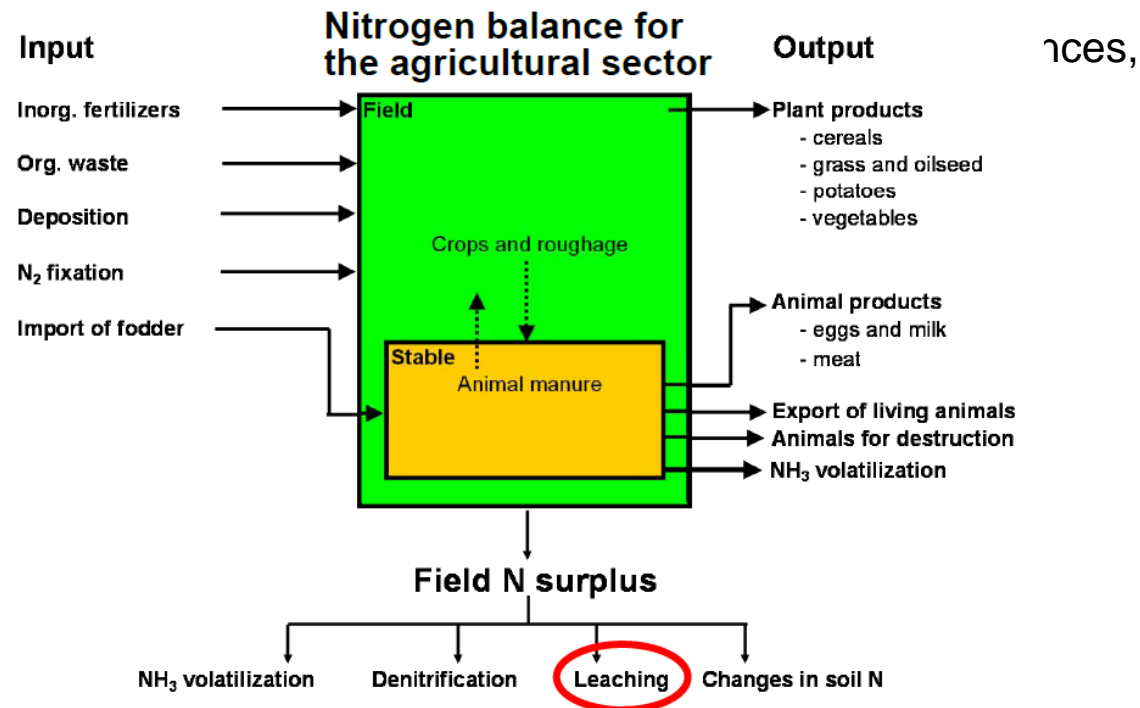 Nitrogen balance for
the agricultural sector
Input
Output
Inorg. fertilizers
Org. waste
Deposition
N₂ fixation
Import of fodder
Field
Crops and roughage
Stable
Animal manure
Plant products
- cereals
- grass and oilseed
- potatoes
- vegetables
Animal products
- eggs and milk
- meat
Export of living animals
Animals for destruction
NH₃ volatilization
Field N surplus
NH₃ volatilization
Denitrification
Leaching
Changes in soil N